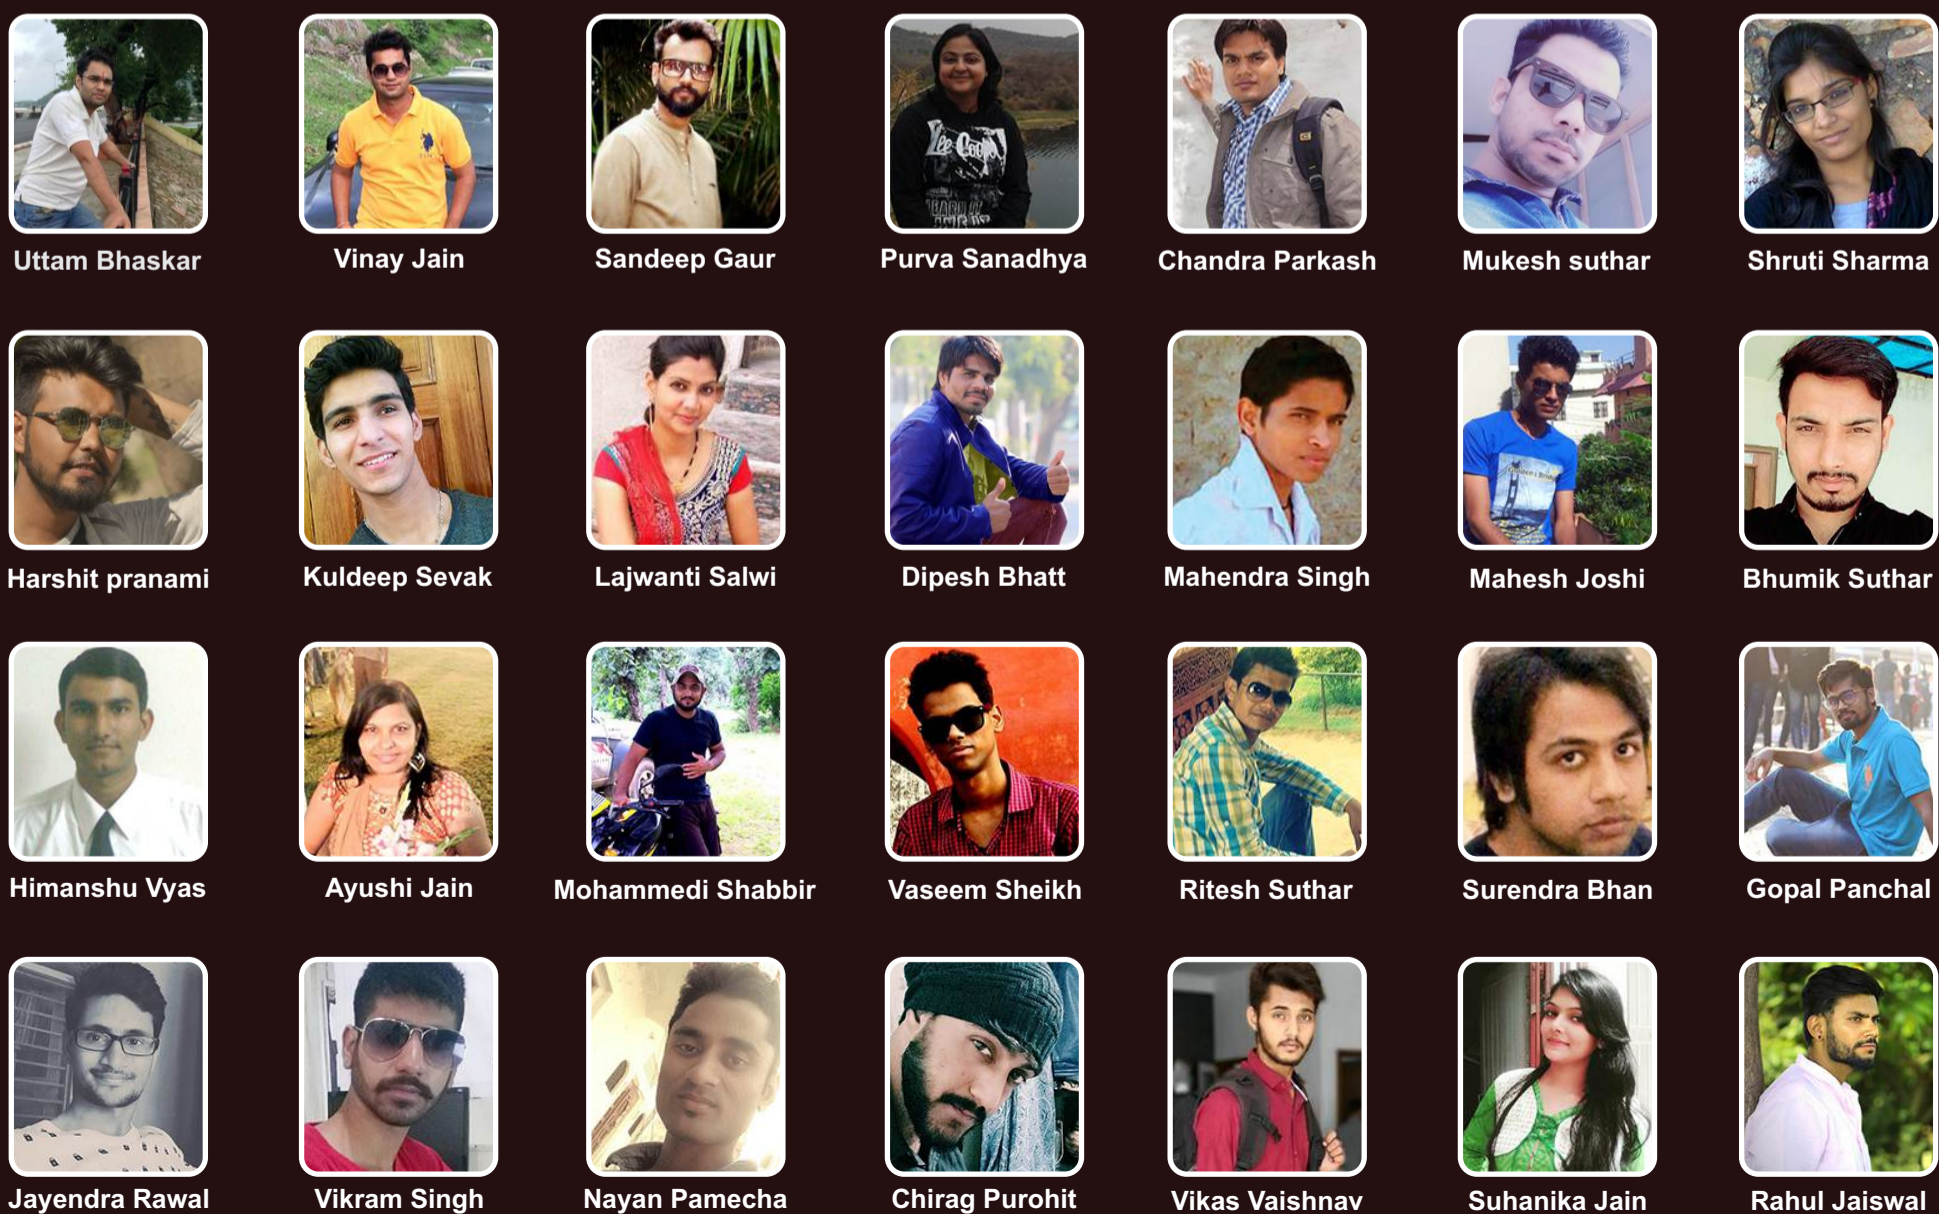 Uttam Bhaskar
Vinay Jain
Sandeep Gaur
Purva Sanadhya
Chandra Parkash
Mukesh suthar
Shruti Sharma
Harshit pranami
Kuldeep Sevak
Lajwanti Salwi
Dipesh Bhatt
Mahendra Singh
Mahesh Joshi
Bhumik Suthar
Himanshu Vyas
Ayushi Jain
Mohammedi Shabbir
Vaseem Sheikh
Ritesh Suthar
Surendra Bhan
Gopal Panchal
Jayendra Rawal
Vikram Singh
Nayan Pamecha
Chirag Purohit
Vikas Vaishnav
Suhanika Jain
Rahul Jaiswal